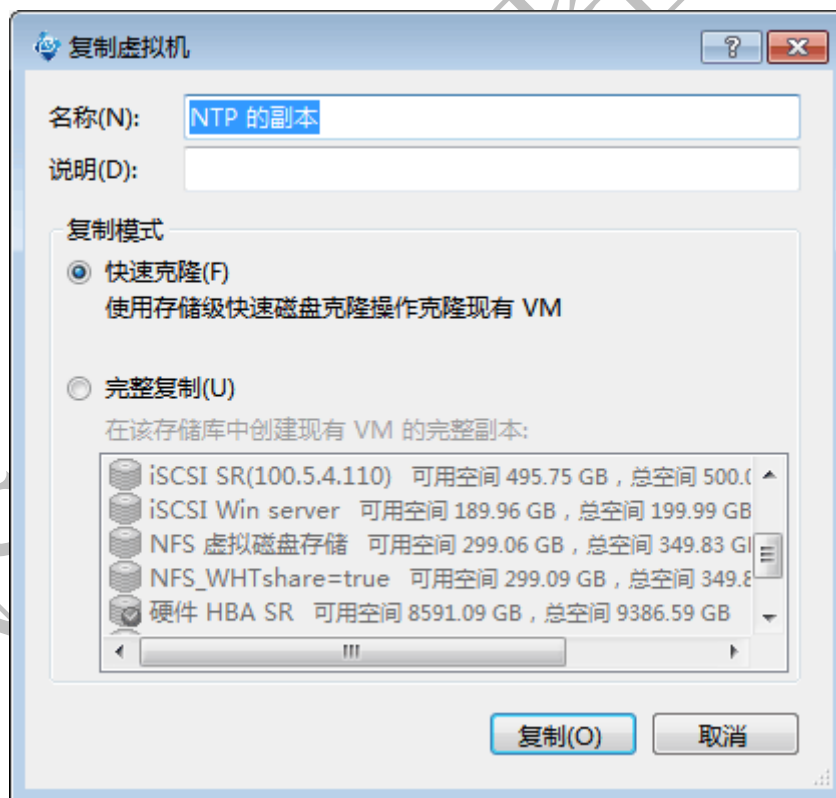 复制虚拟机
名称(N): NTP 的副本
说明(D):
复制模式
快速克隆(F)
使用存储级快速磁盘克隆操作克隆现有 VM
完整复制(U)
在该存储库中创建现有 VM 的完整副本:
iSCSI SR(100.5.4.110) 可用空间 495.75 GB，总空间 500.0
iSCSI Win server 可用空间 189.96 GB，总空间 199.99 GB
NFS 虚拟磁盘存储 可用空间 299.06 GB，总空间 349.83 G
NFS_WHTshare=true 可用空间 299.09 GB，总空间 349.8
硬件 HBA SR 可用空间 8591.09 GB，总空间 9386.59 GB
复制(O) 取消